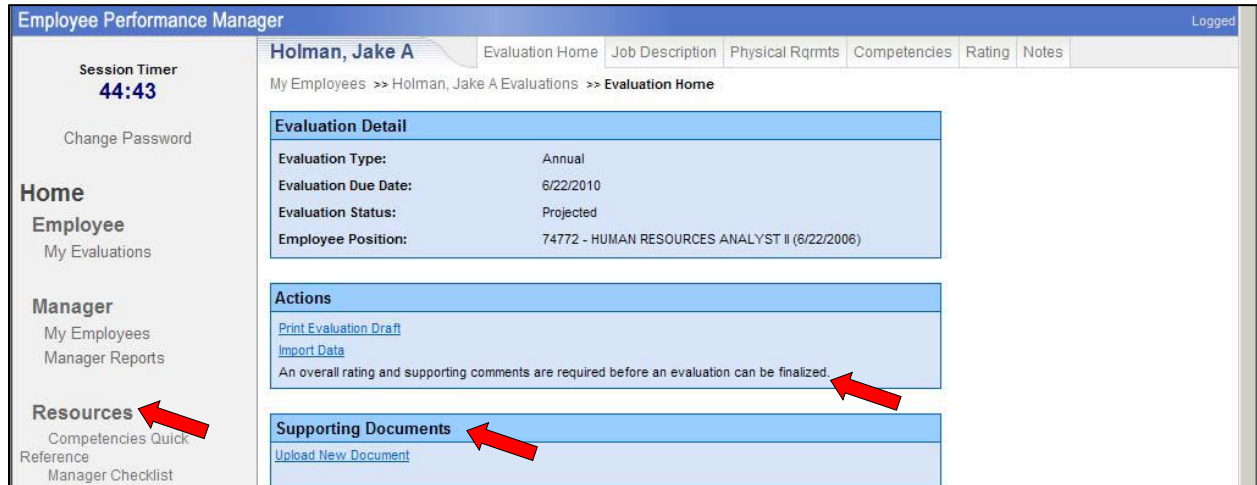 Employee Performance Manager
Logged
Session Timer
44:43
Change Password
Home
Employee
My Evaluations
Manager
My Employees
Manager Reports
Resources
Competencies Quick
Reference
Manager Checklist
Holman, Jake A
Evaluation Home Job Description Physical Rqrmts Competencies Rating Notes
My Employees >> Holman, Jake A Evaluations >> Evaluation Home
Evaluation Detail
Evaluation Type: Annual
Evaluation Due Date: 6/22/2010
Evaluation Status: Projected
Employee Position: 74772 - HUMAN RESOURCES ANALYST II (6/22/2006)
Actions
Print Evaluation Draft
Import Data
An overall rating and supporting comments are required before an evaluation can be finalized.
Supporting Documents
Upload New Document